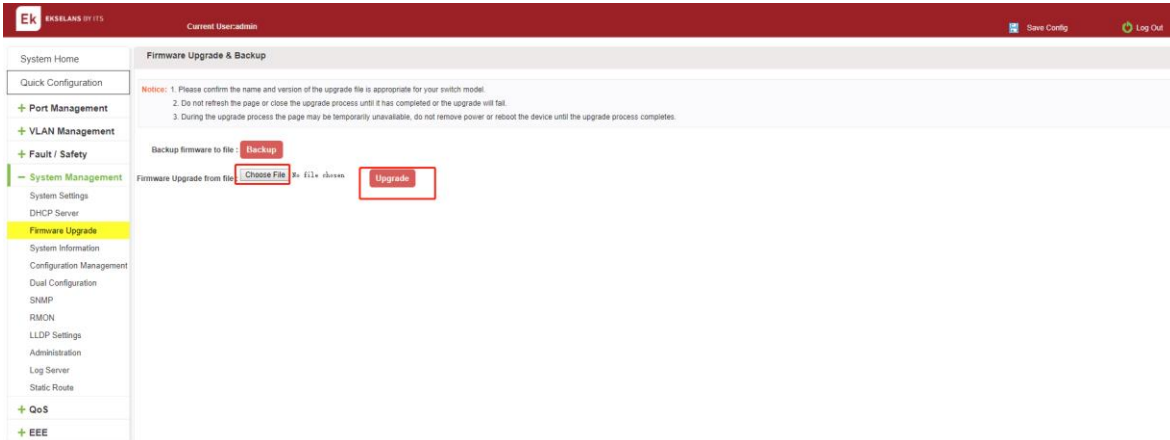 Ek EKSELANS BY ITS
Current User:admin
Save Config
Log Out
System Home
Quick Configuration
+ Port Management
+ VLAN Management
+ Fault / Safety
− System Management
System Settings
DHCP Server
Firmware Upgrade
System Information
Configuration Management
Dual Configuration
SNMP
RMON
LLDP Settings
Administration
Log Server
Static Route
+ QoS
+ EEE
Firmware Upgrade & Backup
Notice: 1. Please confirm the name and version of the upgrade file is appropriate for your switch model.
2. Do not refresh the page or close the upgrade process until it has completed or the upgrade will fail.
3. During the upgrade process the page may be temporarily unavailable, do not remove power or reboot the device until the upgrade process completes.
Backup firmware to file : Backup
Firmware Upgrade from file: Choose File No file chosen Upgrade